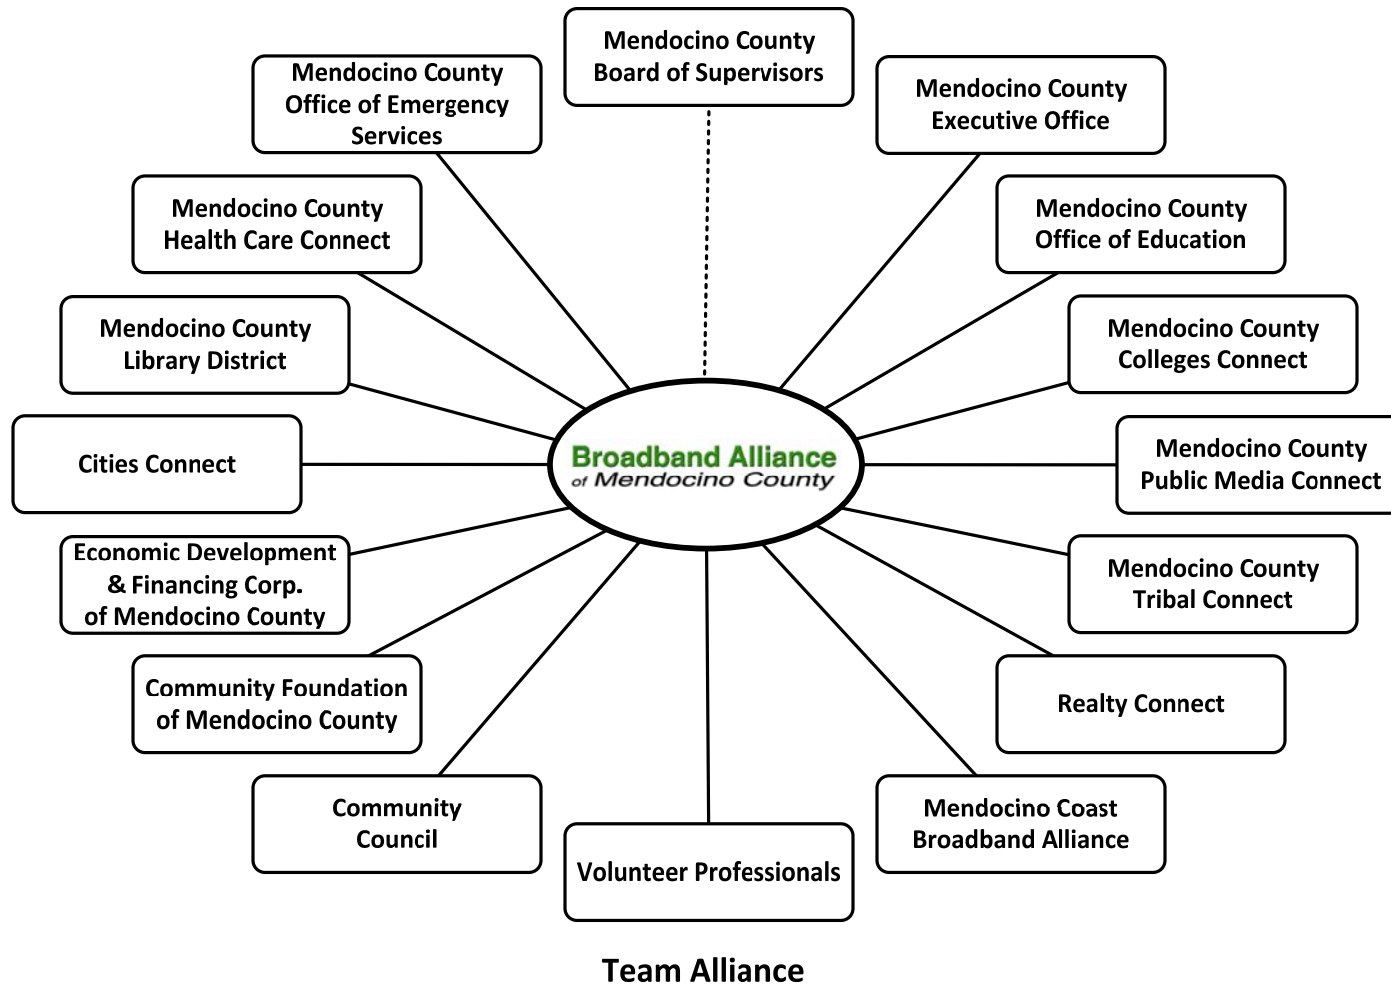 Mendocino County
Board of Supervisors
Mendocino County
Office of Emergency
Services
Mendocino County
Executive Office
Mendocino County
Health Care Connect
Mendocino County
Office of Education
Mendocino County
Library District
Mendocino County
Colleges Connect
Cities Connect
Broadband Alliance
of Mendocino County
Mendocino County
Public Media Connect
Economic Development
& Financing Corp.
of Mendocino County
Mendocino County
Tribal Connect
Community Foundation
of Mendocino County
Realty Connect
Community
Council
Mendocino Coast
Broadband Alliance
Volunteer Professionals
Team Alliance